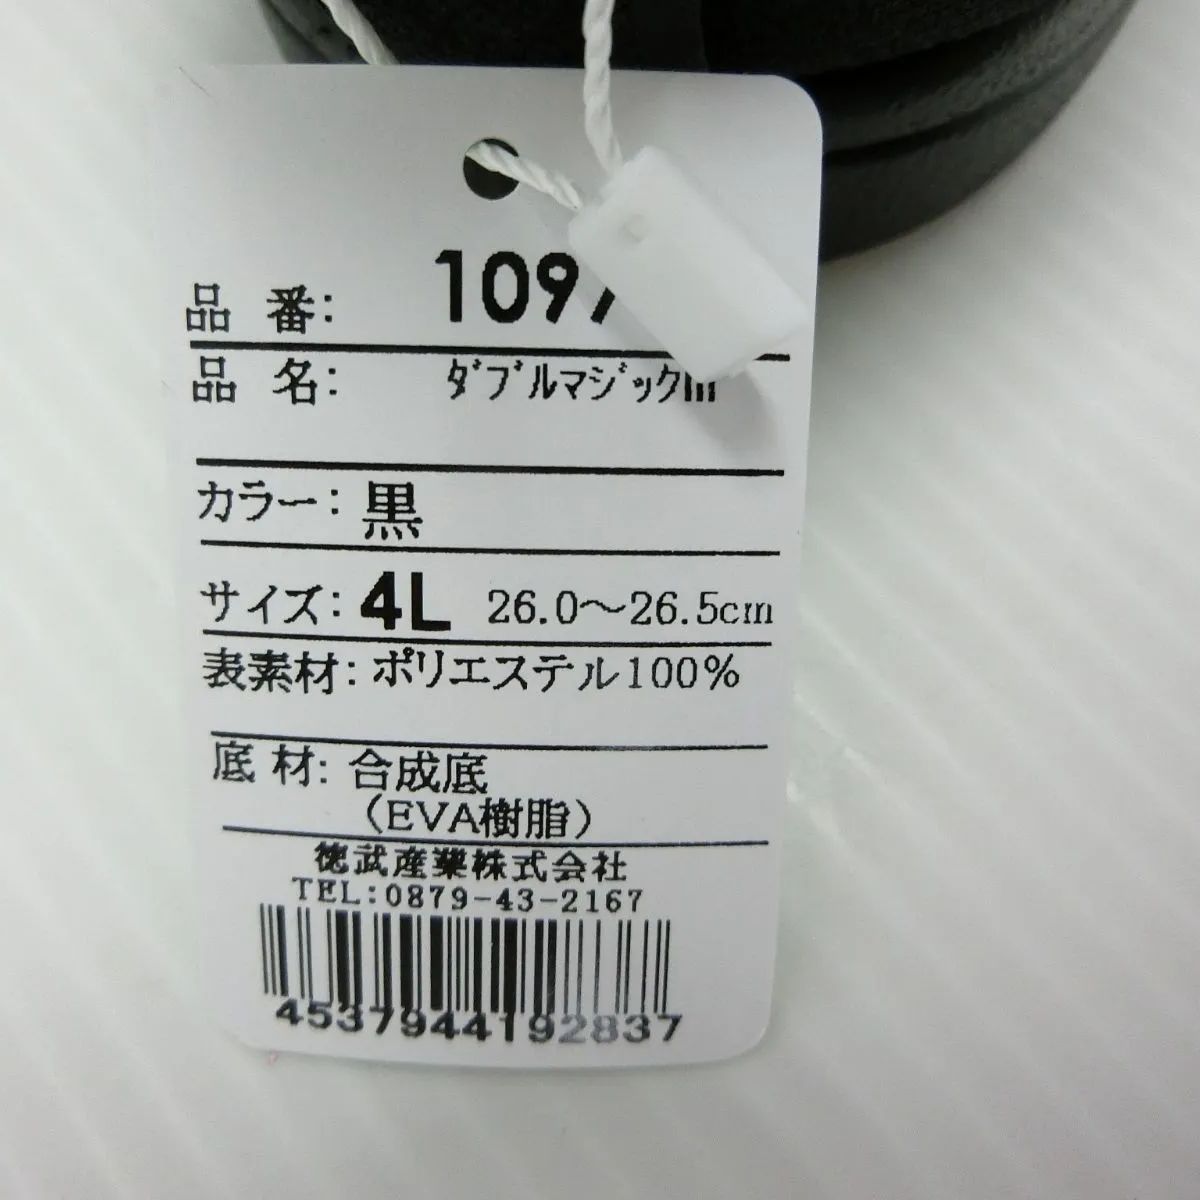 品番: 1097
品名: ダブルマジックIII
カラー: 黒
サイズ: 4L 26.0～26.5cm
表素材: ポリエステル100%
底材: 合成底
（EVA樹脂）
徳武産業株式会社
TEL:0879-43-2167
4537944192837